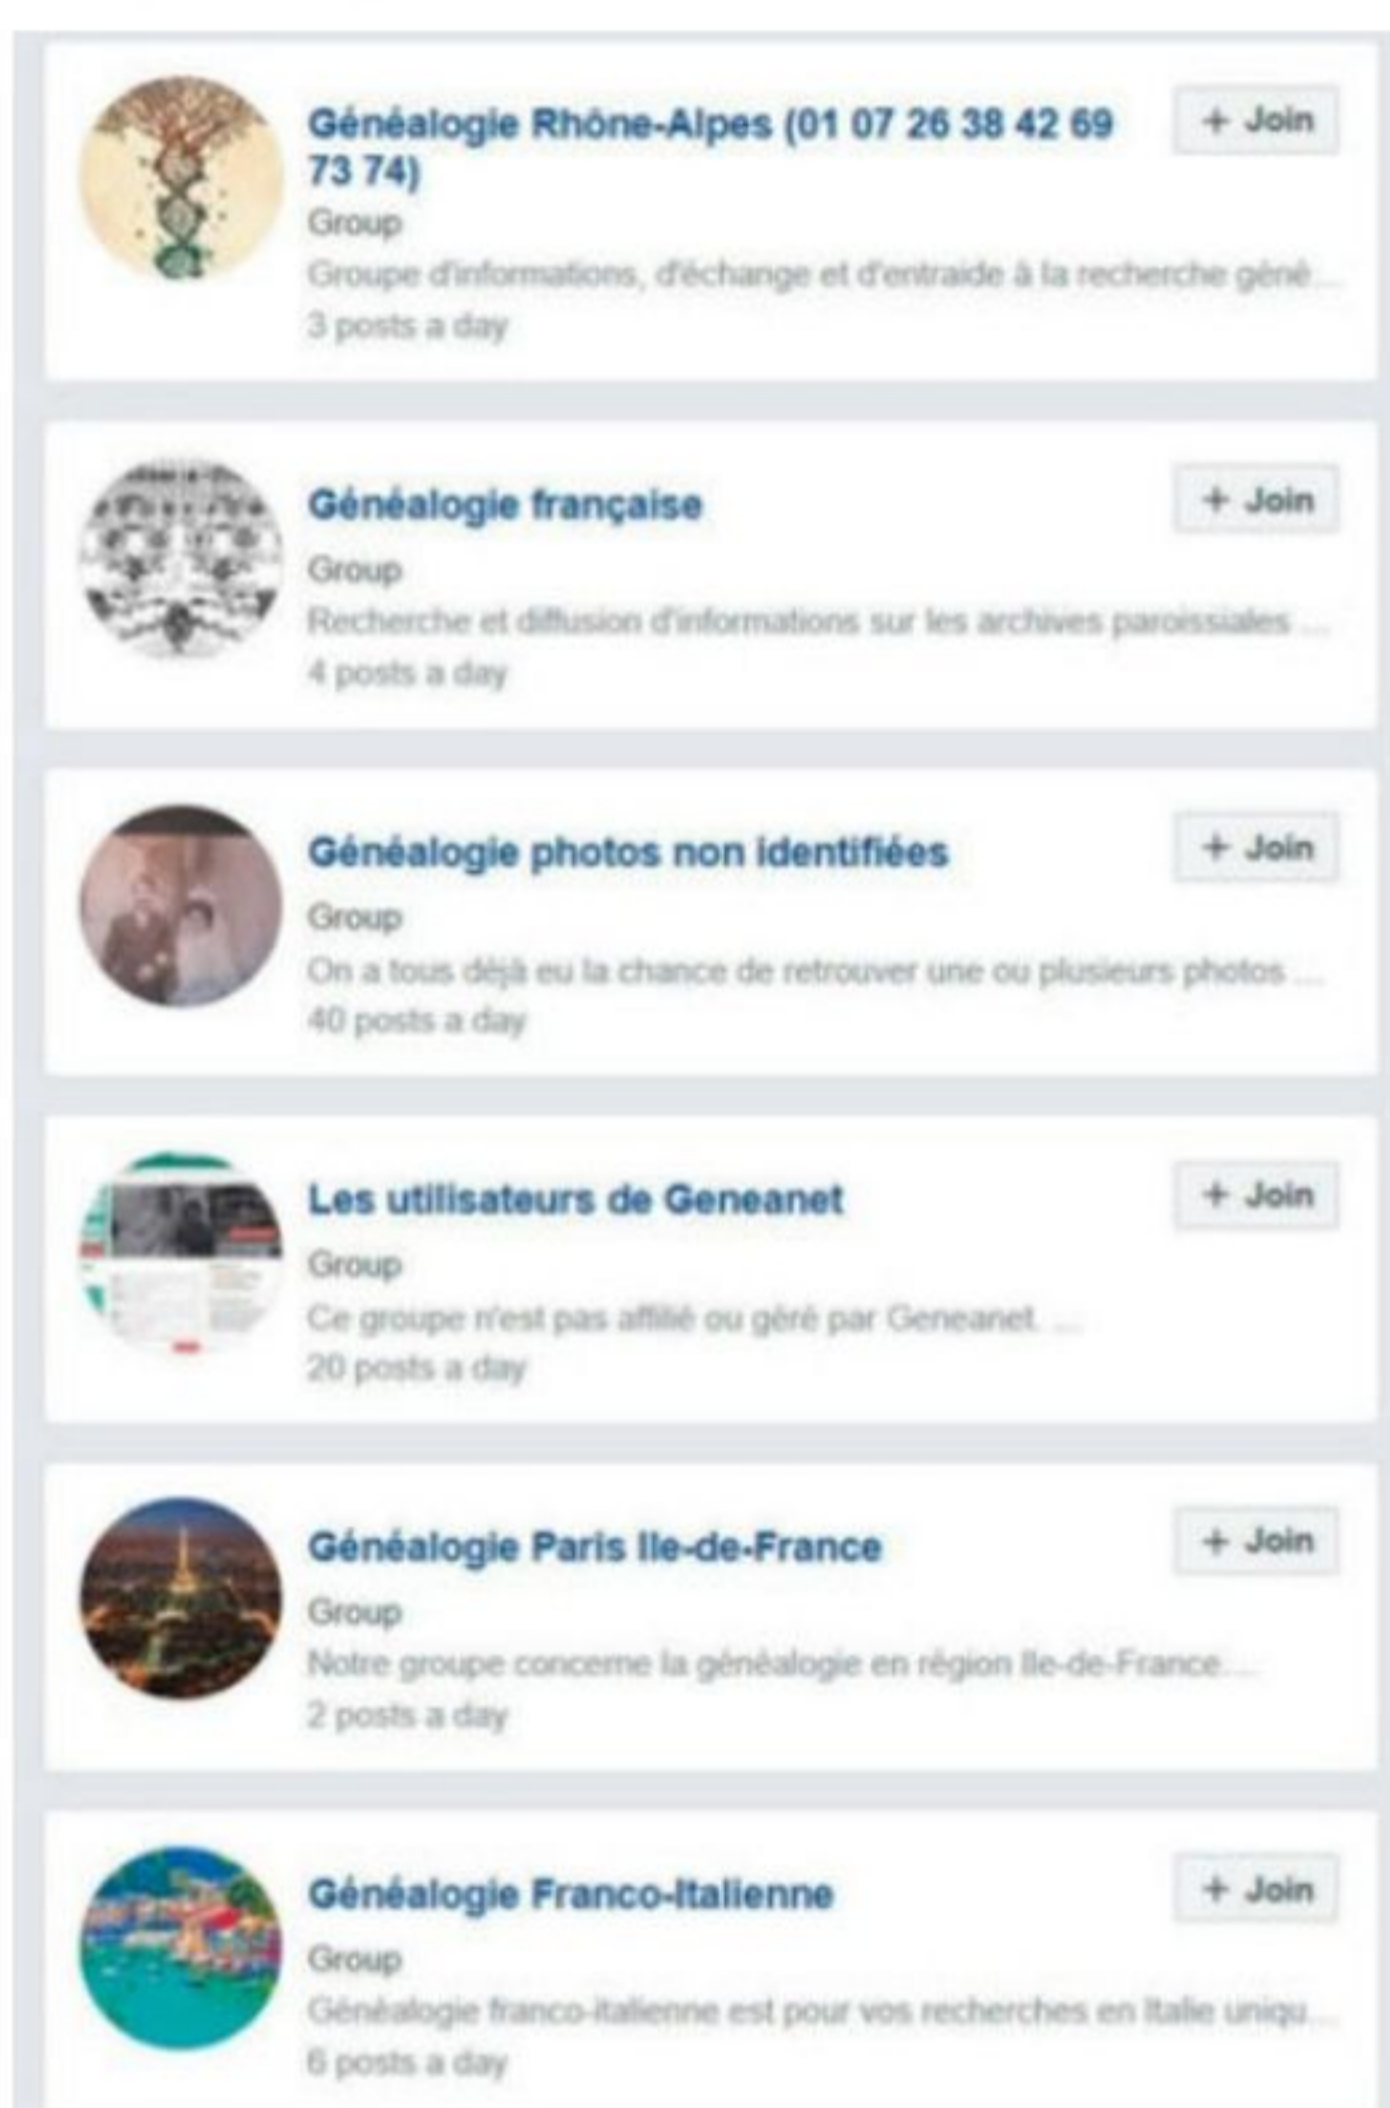 Généalogie Rhône-Alpes (01 07 26 38 42 69
73 74)
+ Join
Group
Groupe d'informations, d'échange et d'entraide à la recherche géné...
3 posts a day
Généalogie française
+ Join
Group
Recherche et diffusion d'informations sur les archives paroissiales ...
4 posts a day
Généalogie photos non identifiées
+ Join
Group
On a tous déjà eu la chance de retrouver une ou plusieurs photos ...
40 posts a day
Les utilisateurs de Geneanet
+ Join
Group
Ce groupe n'est pas affilié ou géré par Geneanet. ...
20 posts a day
Généalogie Paris Ile-de-France
+ Join
Group
Notre groupe concerne la généalogie en région Ile-de-France....
2 posts a day
Généalogie Franco-Italienne
+ Join
Group
Généalogie franco-italienne est pour vos recherches en Italie uniqu...
6 posts a day